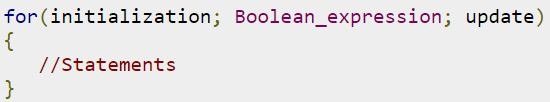 for(initialization; Boolean_expression; update)
{
//Statements
}